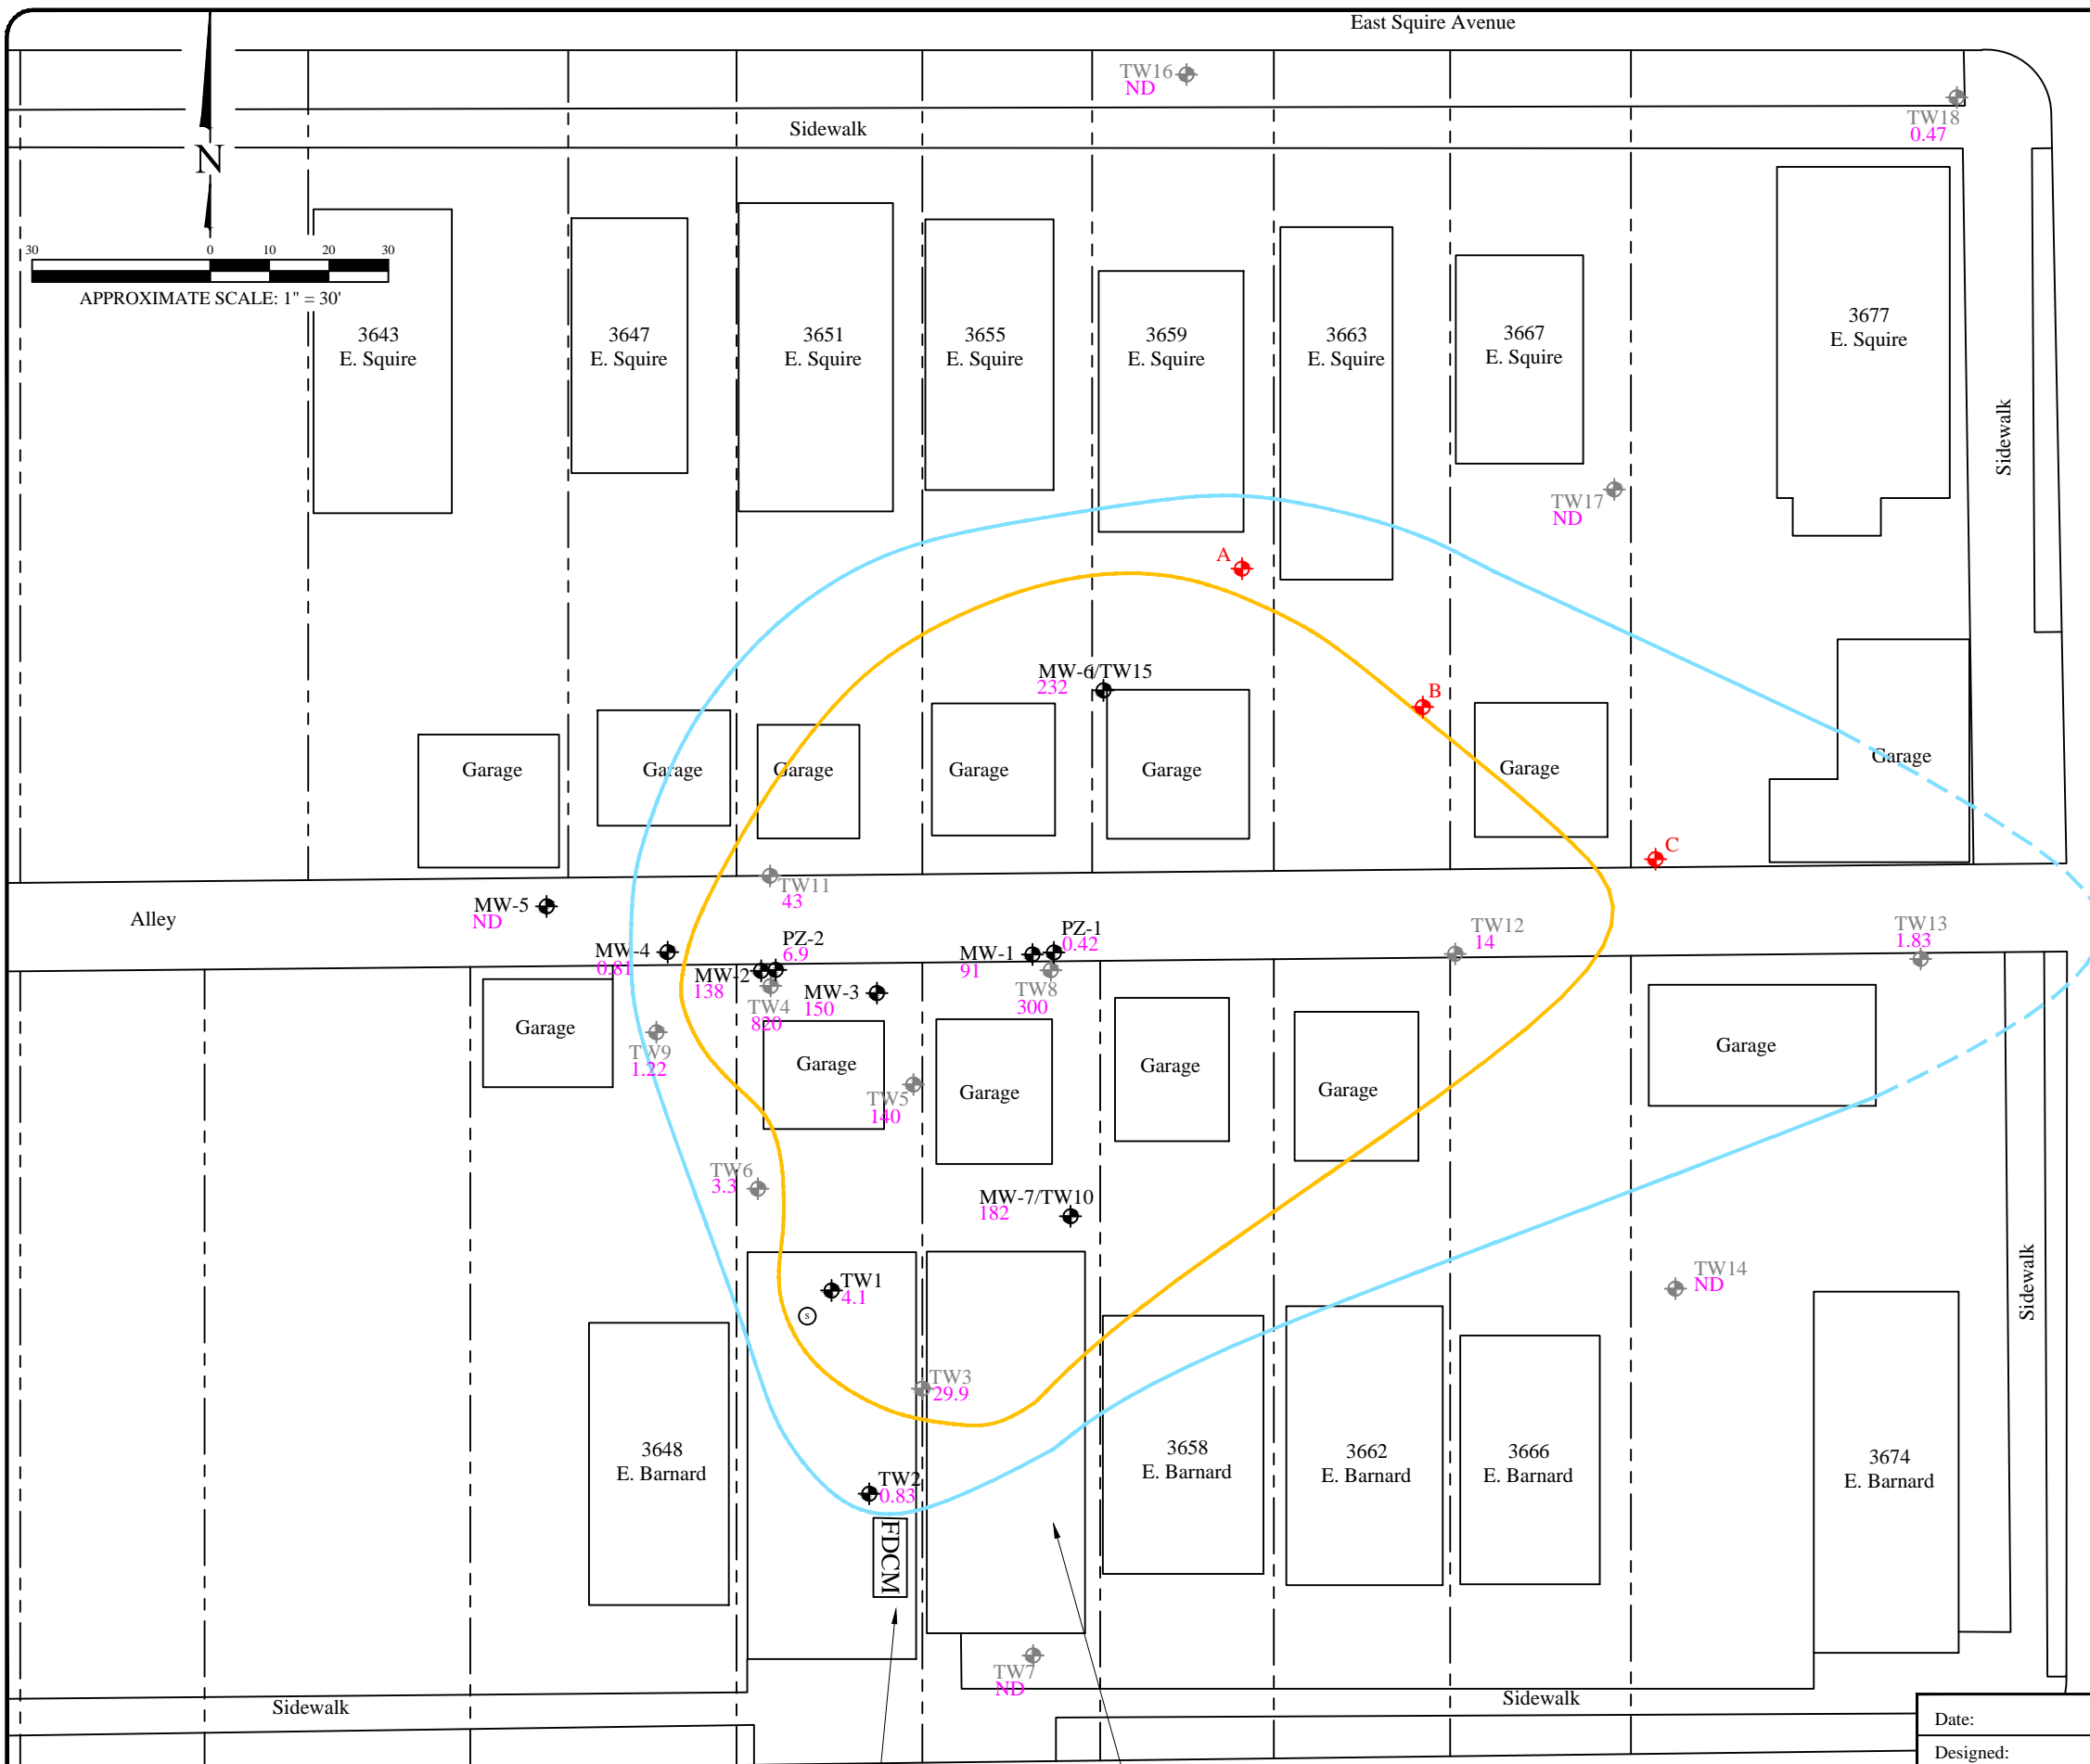 East Squire Avenue
TW16
ND
TW18
0.47
Sidewalk
N
30 0 10 20 30
APPROXIMATE SCALE: 1" = 30'
3643
E. Squire
3647
E. Squire
3651
E. Squire
3655
E. Squire
3659
E. Squire
3663
E. Squire
3667
E. Squire
3677
E. Squire
Sidewalk
TW17
ND
A
MW-6/TW15
232
B
Garage
Garage
Garage
Garage
Garage
Garage
Garage
C
TW11
43
Alley
MW-5
ND
MW-4
0.81
PZ-2
6.9
MW-2
138
TW4
820
MW-3
150
MW-1
91
PZ-1
0.42
TW8
300
TW12
14
TW13
1.83
Garage
TW9
1.22
Garage
TW5
140
Garage
Garage
Garage
Garage
TW6
3.3
MW-7/TW10
182
TW1
4.1
S
TW14
ND
Sidewalk
TW3
29.9
3648
E. Barnard
3658
E. Barnard
3662
E. Barnard
3666
E. Barnard
3674
E. Barnard
TW2
0.83
FDCM
TW7
ND
Sidewalk
Sidewalk
Date:
Designed: